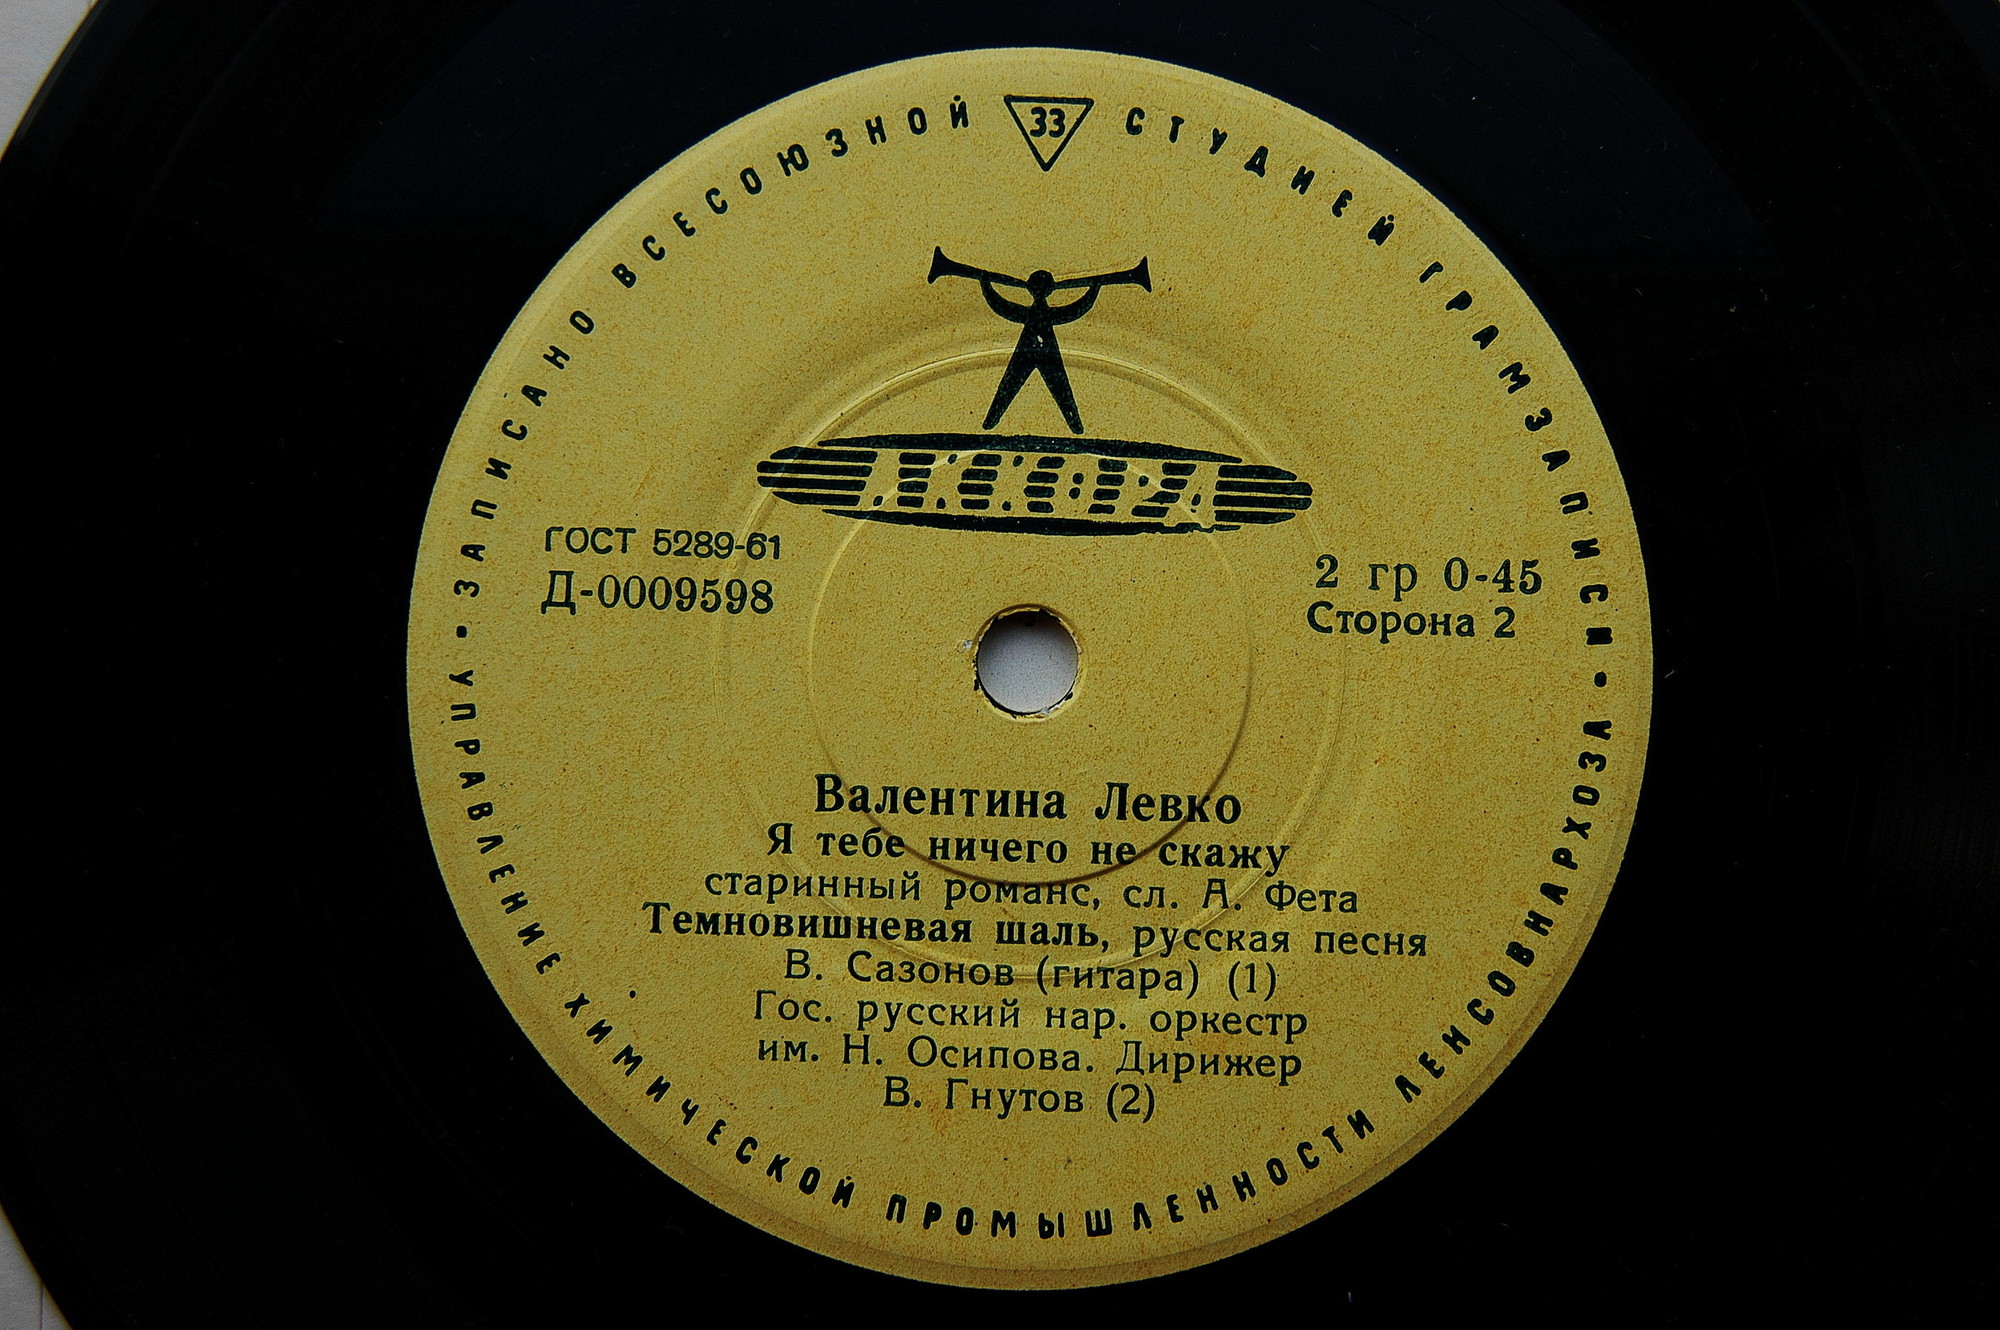 ЗАПИСАНО ВСЕСОЮЗНОЙ СТУДИЕЙ ГРАМЗАПИСИ
33
ГОСТ 5289-61
Д-0009598
2 гр 0-45
Сторона 2
Валентина Левко
Я тебе ничего не скажу
старинный романс, сл. А. Фета
Темновишневая шаль, русская песня
В. Сазонов (гитара) (1)
Гос. русский нар. оркестр
им. Н. Осипова. Дирижер
В. Гнутов (2)
УПРАВЛЕНИЕ ХИМИЧЕСКОЙ ПРОМЫШЛЕННОСТИ ЛЕНСОВНАРХОЗА